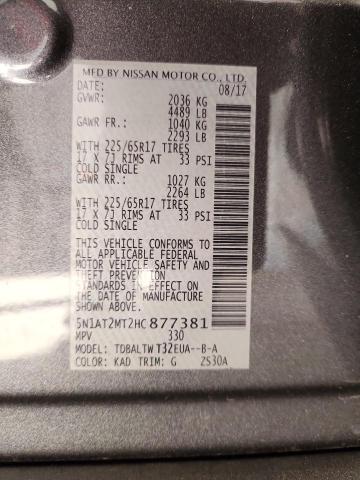 MFD BY NISSAN MOTOR CO., LTD.
DATE: 08/17
GVWR: 2036 KG
4489 LB
GAWR FR.: 1040 KG
2293 LB
WITH 225/65R17 TIRES
17 X 7J RIMS AT 33 PSI
COLD SINGLE
GAWR RR.: 1027 KG
2264 LB
WITH 225/65R17 TIRES
17 X 7J RIMS AT 33 PSI
COLD SINGLE
THIS VEHICLE CONFORMS TO
ALL APPLICABLE FEDERAL
MOTOR VEHICLE SAFETY AND
THEFT PREVENTION
STANDARDS IN EFFECT ON
THE DATE OF MANUFACTURE
SHOWN ABOVE.
5N1AT2MT2HC877381
MPV 330
MODEL: TDBALTWT32EUA--B-A
COLOR: KAD TRIM: G ZS30A